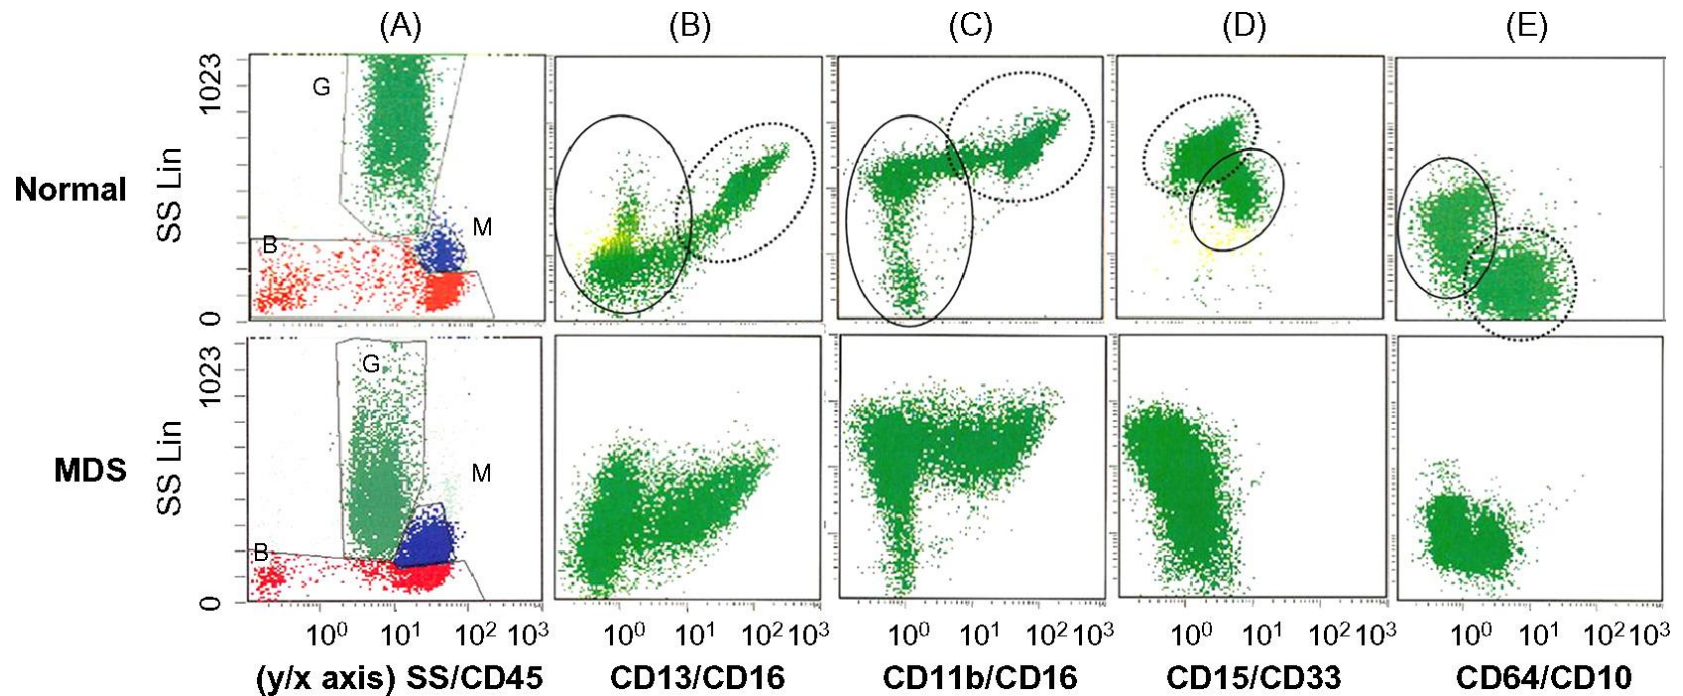 (A) (B) (C) (D) (E)
Normal
SS Lin
1023
0
G
M
B
MDS
SS Lin
1023
0
G
M
B
10⁰ 10¹ 10² 10³ 10⁰ 10¹ 10² 10³ 10⁰ 10¹ 10² 10³ 10⁰ 10¹ 10² 10³ 10⁰ 10¹ 10² 10³
(y/x axis) SS/CD45 CD13/CD16 CD11b/CD16 CD15/CD33 CD64/CD10